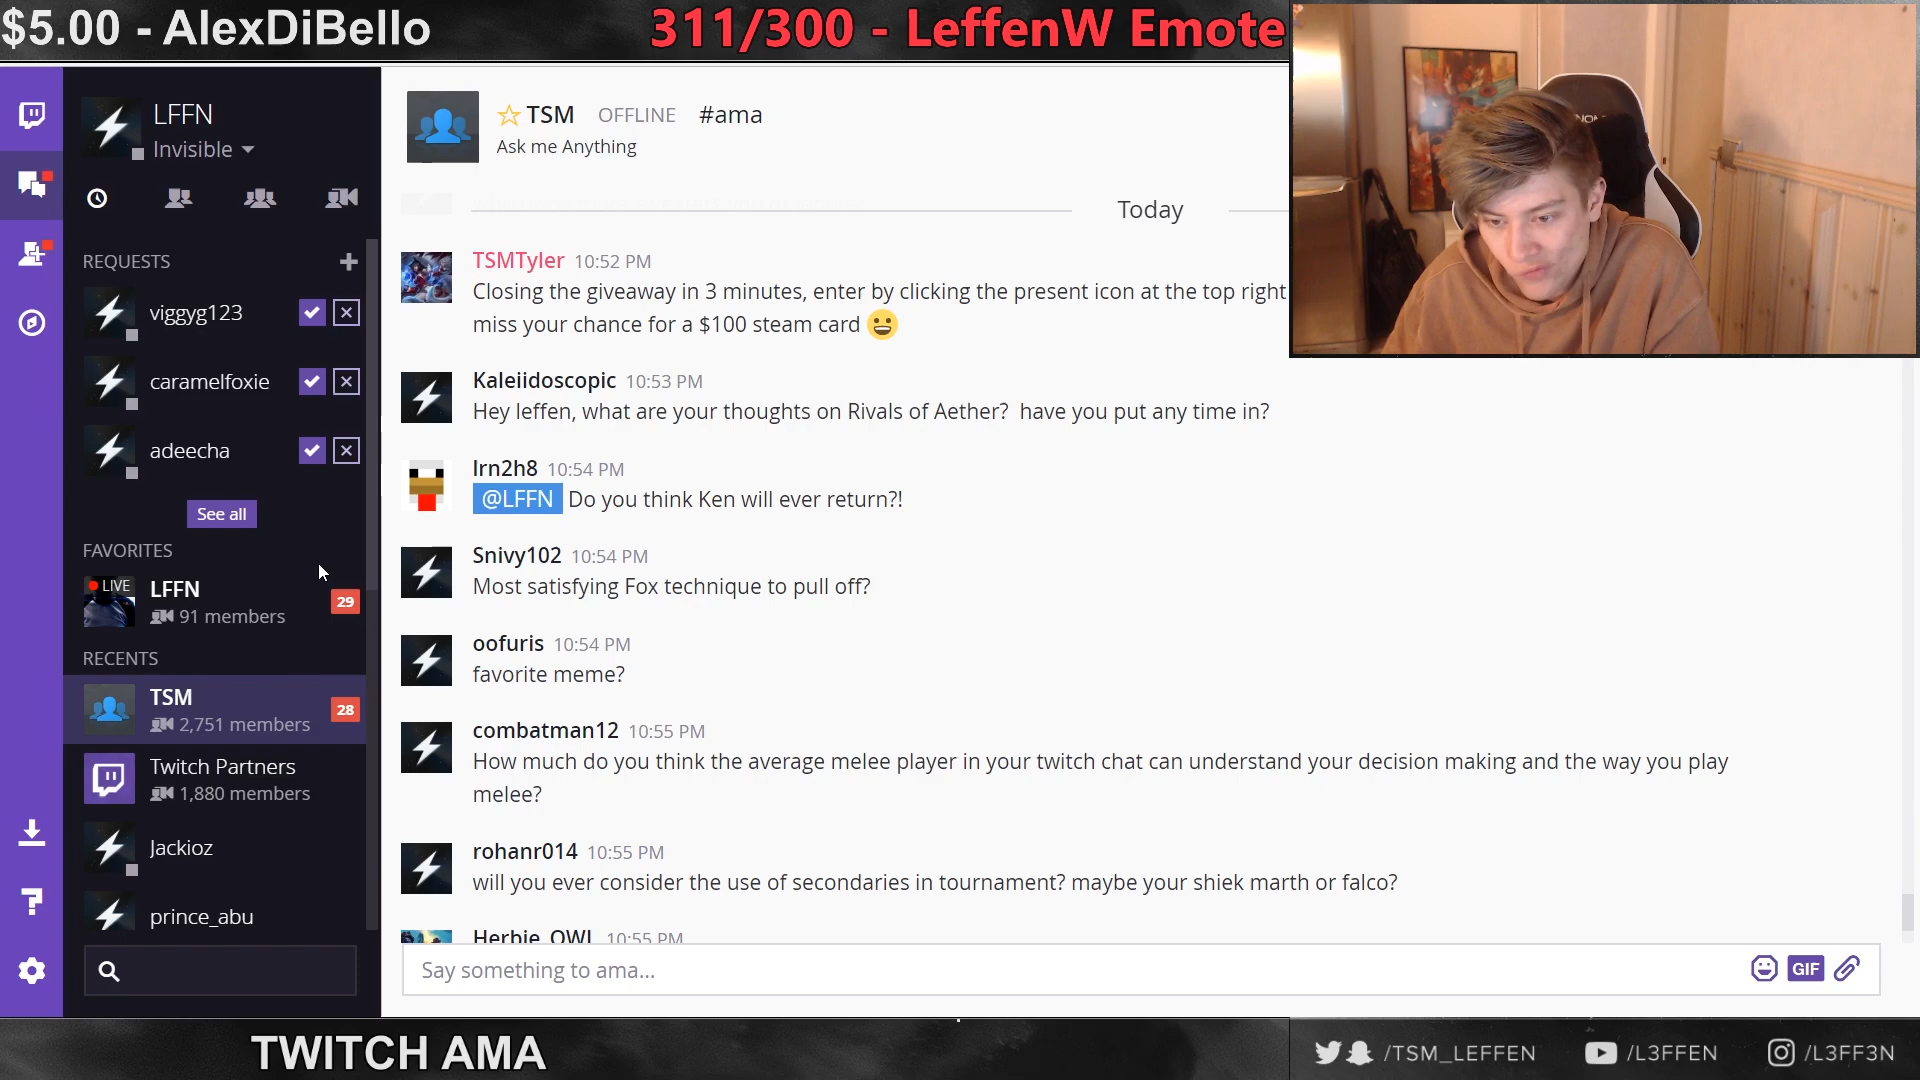 $5.00 - AlexDiBello
311/300 - LeffenW Emote
LFFN
Invisible
REQUESTS
viggyg123
caramelfoxie
adeecha
See all
FAVORITES
LIVE
LFFN
91 members
29
RECENTS
TSM
2,751 members
28
Twitch Partners
1,880 members
Jackioz
prince_abu
TSM OFFLINE #ama
Ask me Anything
Today
TSMTyler 10:52 PM
Closing the giveaway in 3 minutes, enter by clicking the present icon at the top right
miss your chance for a $100 steam card 😀
Kaleiidoscopic 10:53 PM
Hey leffen, what are your thoughts on Rivals of Aether?  have you put any time in?
lrn2h8 10:54 PM
@LFFN Do you think Ken will ever return?!
Snivy102 10:54 PM
Most satisfying Fox technique to pull off?
oofuris 10:54 PM
favorite meme?
combatman12 10:55 PM
How much do you think the average melee player in your twitch chat can understand your decision making and the way you play
melee?
rohanr014 10:55 PM
will you ever consider the use of secondaries in tournament? maybe your shiek marth or falco?
Herbie_OWL 10:55 PM
Say something to ama...
GIF
TWITCH AMA
/TSM_LEFFEN
/L3FFEN
/L3FF3N